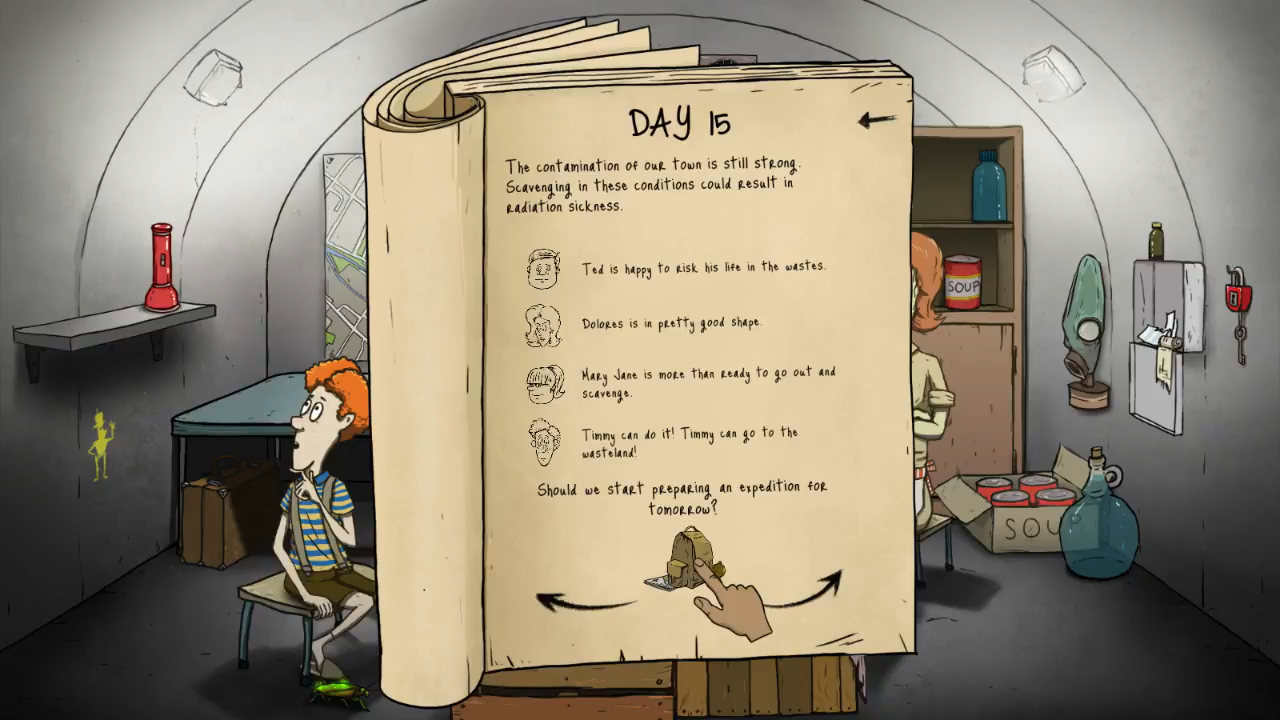 DAY 15
The contamination of our town is still strong.
Scavenging in these conditions could result in
radiation sickness.
Ted is happy to risk his life in the wastes.
Dolores is in pretty good shape.
Mary Jane is more than ready to go out and
scavenge.
Timmy can do it! Timmy can go to the
wasteland!
Should we start preparing an expedition for
tomorrow?
SOUP
SOUP